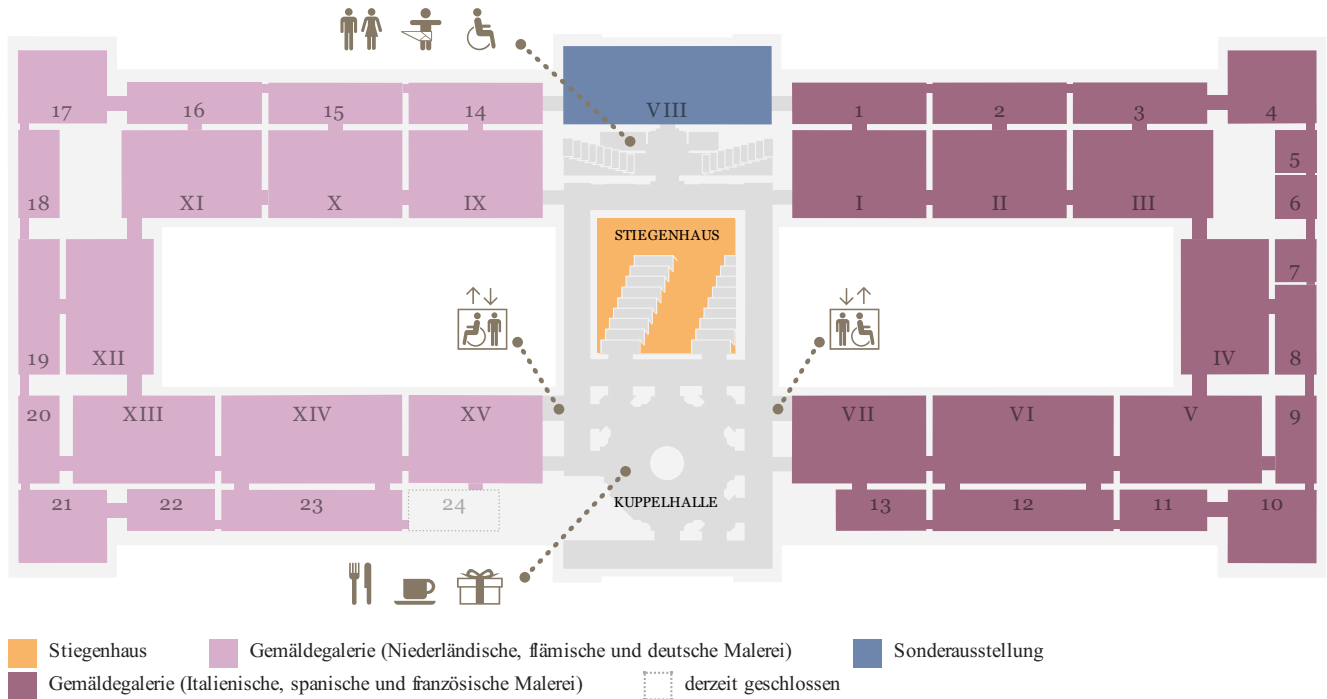 17
16
15
14
VIII
1
2
3
4
18
XI
X
IX
I
II
III
5
6
STIEGENHAUS
7
19
XII
IV
8
20
XIII
XIV
XV
VII
VI
V
9
21
22
23
24
KUPPELHALLE
13
12
11
10
Stiegenhaus
Gemäldegalerie (Niederländische, flämische und deutsche Malerei)
Sonderausstellung
Gemäldegalerie (Italienische, spanische und französische Malerei)
derzeit geschlossen